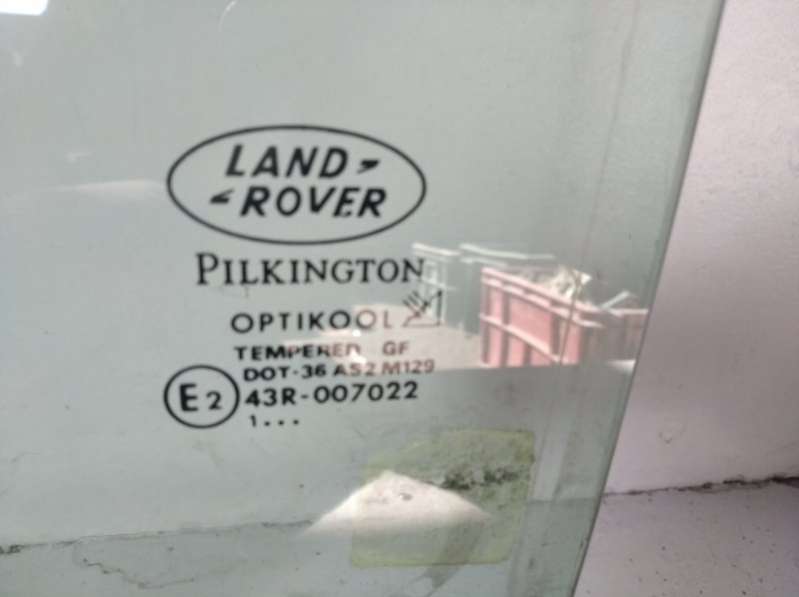 LAND
ROVER
PILKINGTON
OPTIKOOL
TEMPERED GF
DOT-36 AS2 M129
E2 43R-007022
1...